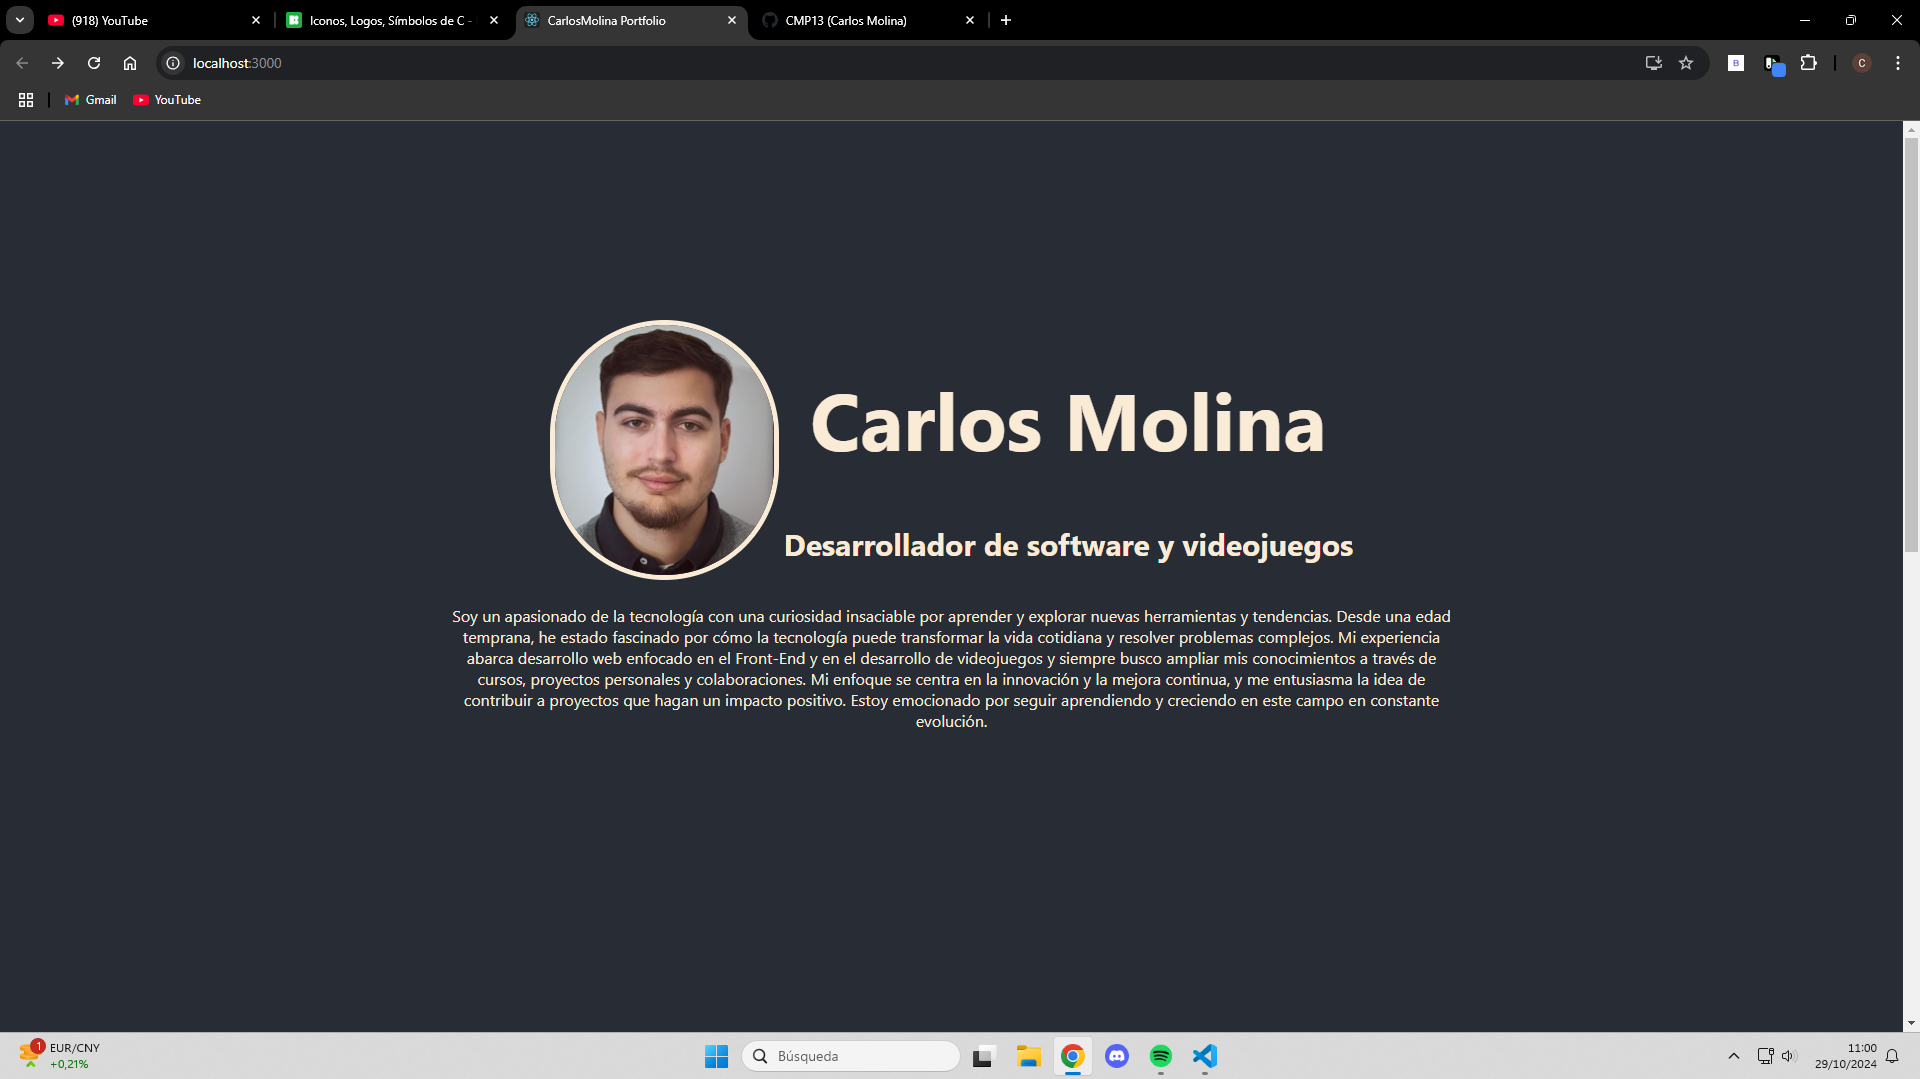 (918) YouTube
Iconos, Logos, Símbolos de C -
CarlosMolina Portfolio
CMP13 (Carlos Molina)
localhost:3000
B
C
Gmail
YouTube
Carlos Molina
Desarrollador de software y videojuegos
Soy un apasionado de la tecnología con una curiosidad insaciable por aprender y explorar nuevas herramientas y tendencias. Desde una edad
temprana, he estado fascinado por cómo la tecnología puede transformar la vida cotidiana y resolver problemas complejos. Mi experiencia
abarca desarrollo web enfocado en el Front-End y en el desarrollo de videojuegos y siempre busco ampliar mis conocimientos a través de
cursos, proyectos personales y colaboraciones. Mi enfoque se centra en la innovación y la mejora continua, y me entusiasma la idea de
contribuir a proyectos que hagan un impacto positivo. Estoy emocionado por seguir aprendiendo y creciendo en este campo en constante
evolución.
1
EUR/CNY
+0,21%
Búsqueda
11:00
29/10/2024